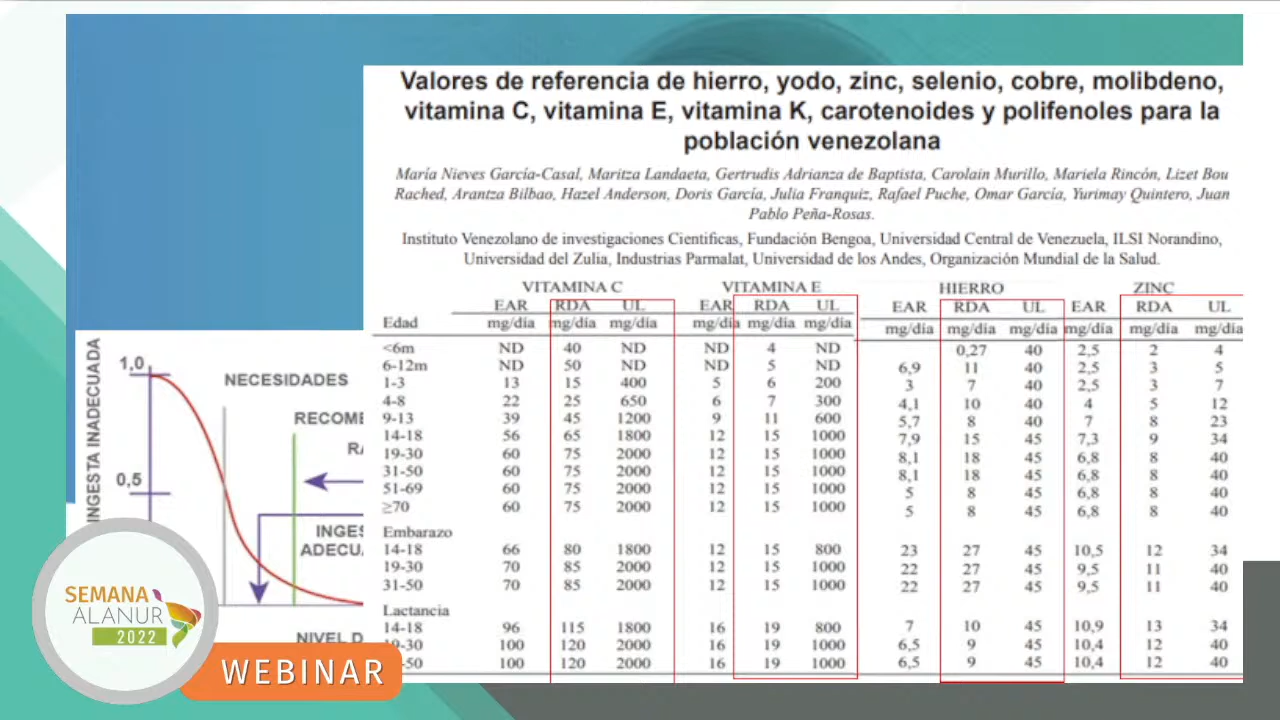 Valores de referencia de hierro, yodo, zinc, selenio, cobre, molibdeno,
vitamina C, vitamina E, vitamina K, carotenoides y polifenoles para la
población venezolana
María Nieves García-Casal, Maritza Landaeta, Gertrudis Adrianza de Baptista, Carolain Murillo, Mariela Rincón, Lizet Bou
Rached, Arantza Bilbao, Hazel Anderson, Doris García, Julia Franquiz, Rafael Puche, Omar García, Yurimay Quintero, Juan
Pablo Peña-Rosas.
Instituto Venezolano de investigaciones Cientificas, Fundación Bengoa, Universidad Central de Venezuela, ILSI Norandino,
Universidad del Zulia, Industrias Parmalat, Universidad de los Andes, Organización Mundial de la Salud.
VITAMINA C VITAMINA E HIERRO ZINC
EAR RDA UL EAR RDA UL EAR RDA UL EAR RDA UL
Edad mg/día mg/día mg/día mg/día mg/día mg/día mg/día mg/día mg/día mg/día mg/día mg/día
<6m ND 40 ND ND 4 ND 0,27 40 2,5 2 4
6-12m ND 50 ND ND 5 ND 6,9 11 40 2,5 3 5
1-3 13 15 400 5 6 200 3 7 40 2,5 3 7
4-8 22 25 650 6 7 300 4,1 10 40 4 5 12
9-13 39 45 1200 9 11 600 5,7 8 40 7 8 23
14-18 56 65 1800 12 15 1000 7,9 15 45 7,3 9 34
19-30 60 75 2000 12 15 1000 8,1 18 45 6,8 8 40
31-50 60 75 2000 12 15 1000 8,1 18 45 6,8 8 40
51-69 60 75 2000 12 15 1000 5 8 45 6,8 8 40
≥70 60 75 2000 12 15 1000 5 8 45 6,8 8 40
Embarazo
14-18 66 80 1800 12 15 800 23 27 45 10,5 12 34
19-30 70 85 2000 12 15 1000 22 27 45 9,5 11 40
31-50 70 85 2000 12 15 1000 22 27 45 9,5 11 40
Lactancia
14-18 96 115 1800 16 19 800 7 10 45 10,9 13 34
-30 100 120 2000 16 19 1000 6,5 9 45 10,4 12 40
-50 100 120 2000 16 19 1000 6,5 9 45 10,4 12 40
INGESTA INADECUADA
1,0
0,5
NECESIDADES
RECOME
RA
INGES
ADECUA
NIVEL D
SEMANA
ALANUR
2022
WEBINAR